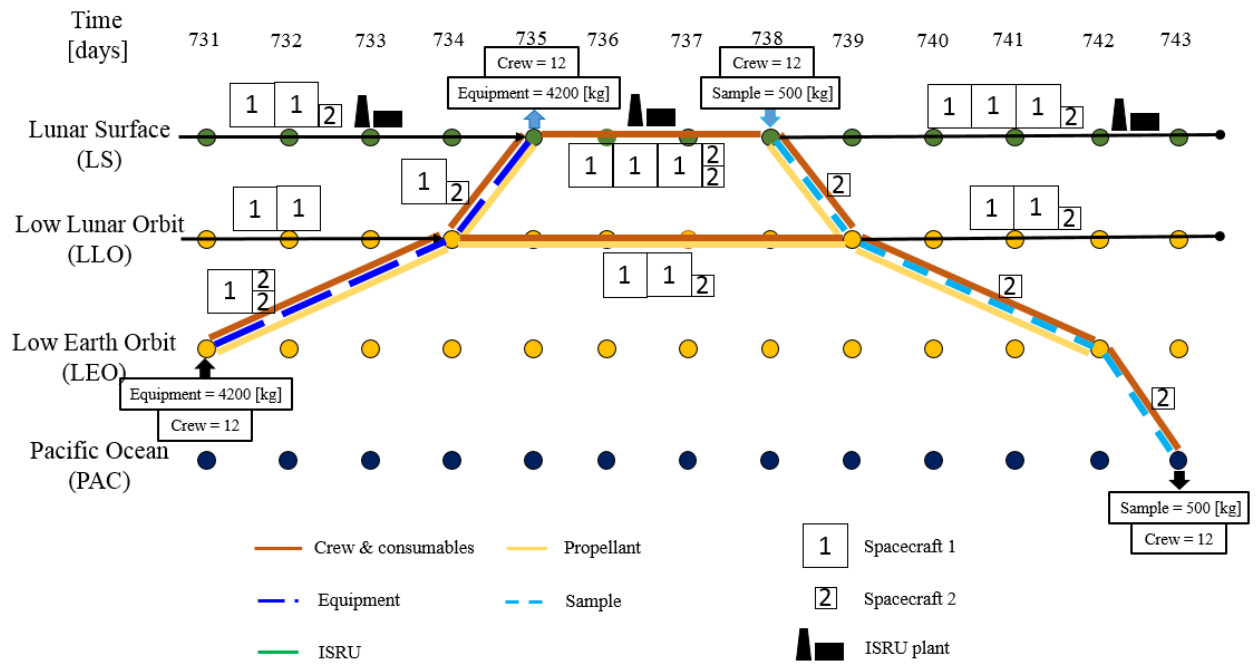 Time
[days]
731 732 733 734 735 736 737 738 739 740 741 742 743
Crew = 12
Equipment = 4200 [kg]
Crew = 12
Sample = 500 [kg]
1 1 2
1 1 1 2
Lunar Surface
(LS)
1 2
1 1 1 2 2
2
Low Lunar Orbit
(LLO)
1 1
1 1 2
1 1 2
1 2 2
2
Low Earth Orbit
(LEO)
Equipment = 4200 [kg]
Crew = 12
2
Pacific Ocean
(PAC)
Sample = 500 [kg]
Crew = 12
Crew & consumables
Propellant
1 Spacecraft 1
Equipment
Sample
2 Spacecraft 2
ISRU
ISRU plant